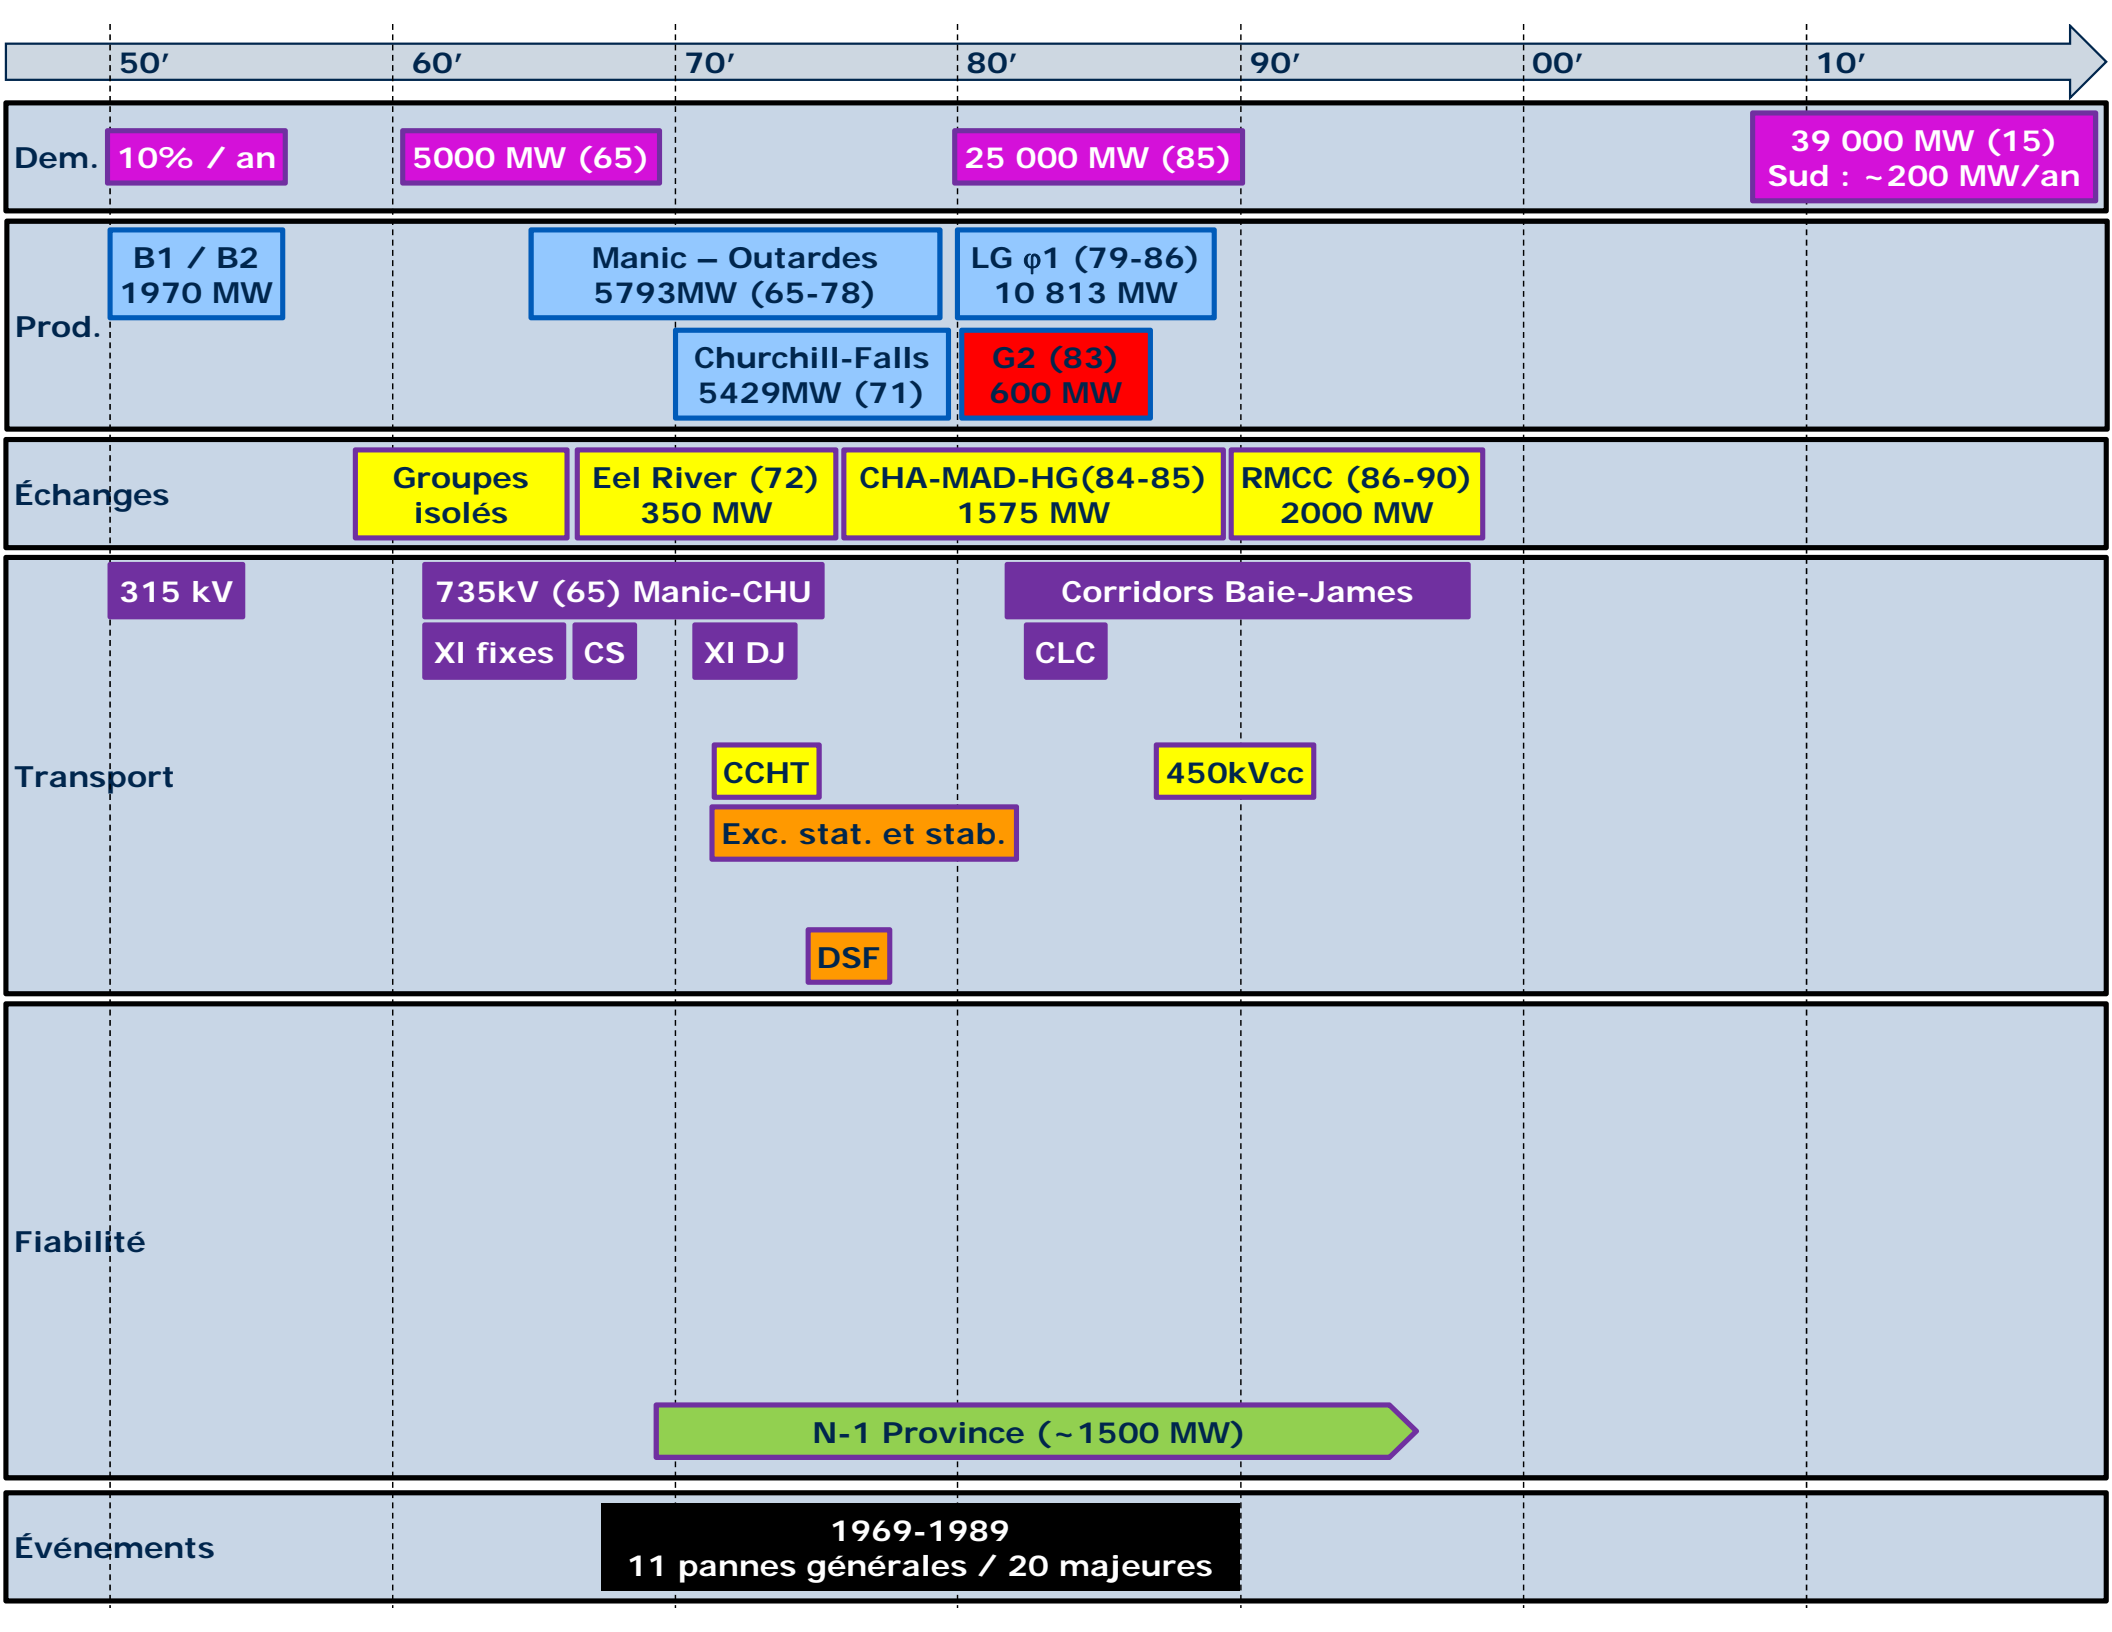 50’ 60’ 70’ 80’ 90’ 00’ 10’
Dem.
10% / an
5000 MW (65)
25 000 MW (85)
39 000 MW (15)
Sud : ~200 MW/an
Prod.
B1 / B2
1970 MW
Manic – Outardes
5793MW (65-78)
LG φ1 (79-86)
10 813 MW
Churchill-Falls
5429MW (71)
G2 (83)
600 MW
Échanges
Groupes
isolés
Eel River (72)
350 MW
CHA-MAD-HG(84-85)
1575 MW
RMCC (86-90)
2000 MW
Transport
315 kV
735kV (65) Manic-CHU
Corridors Baie-James
XI fixes
CS
XI DJ
CLC
CCHT
450kVcc
Exc. stat. et stab.
DSF
Fiabilité
N-1 Province (~1500 MW)
Événements
1969-1989
11 pannes générales / 20 majeures